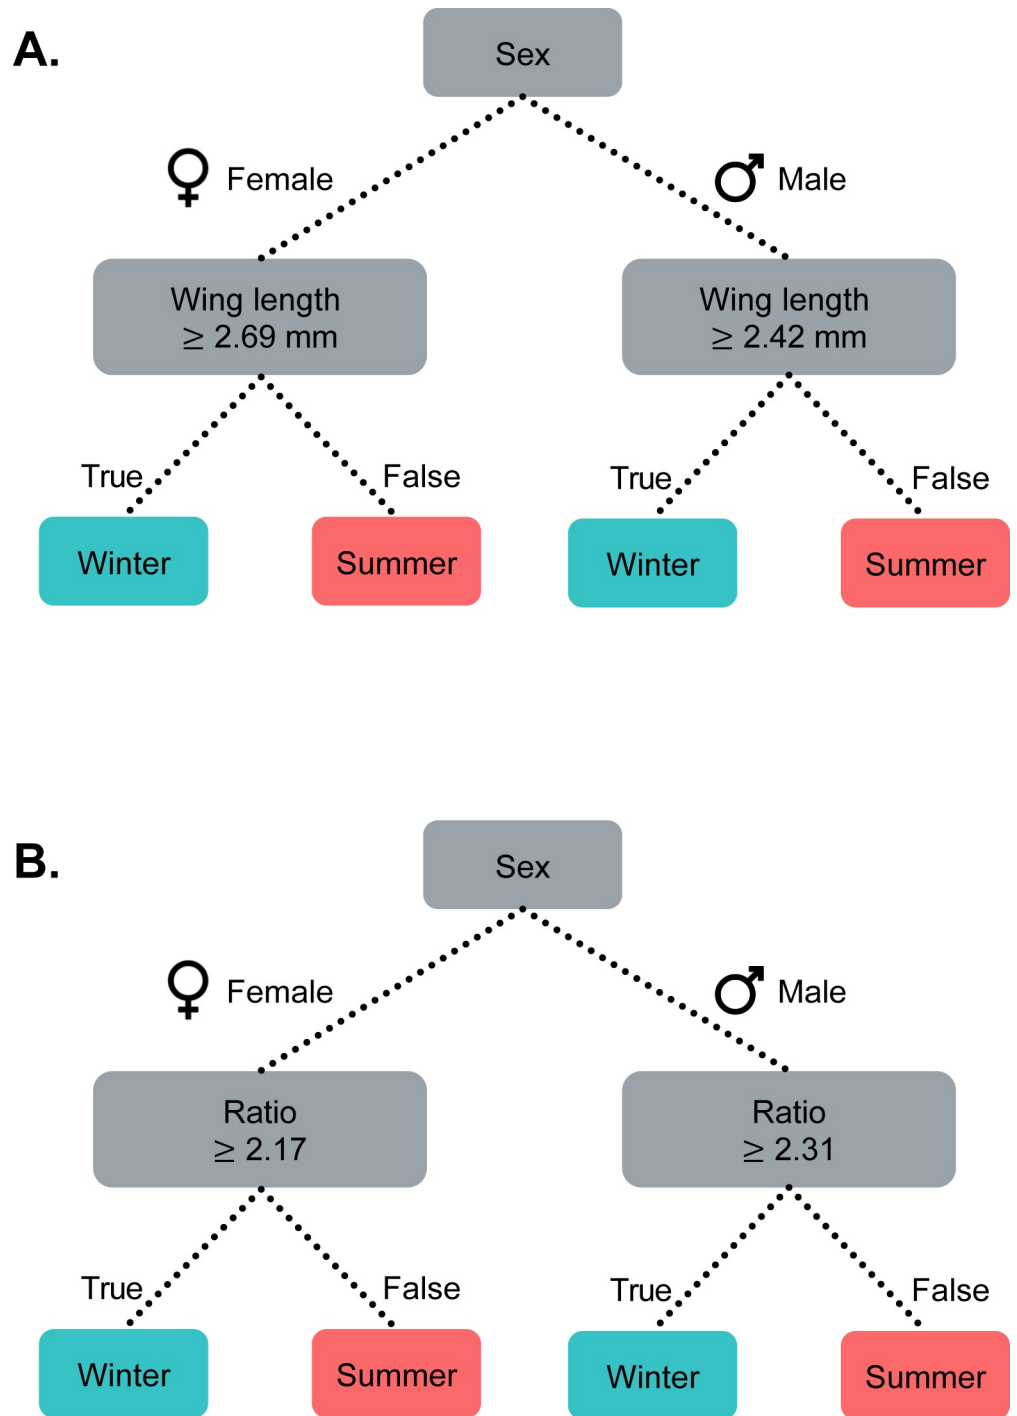 A.
Sex
♀ Female
♂ Male
Wing length
≥ 2.69 mm
Wing length
≥ 2.42 mm
True
False
True
False
Winter
Summer
Winter
Summer
B.
Sex
♀ Female
♂ Male
Ratio
≥ 2.17
Ratio
≥ 2.31
True
False
True
False
Winter
Summer
Winter
Summer